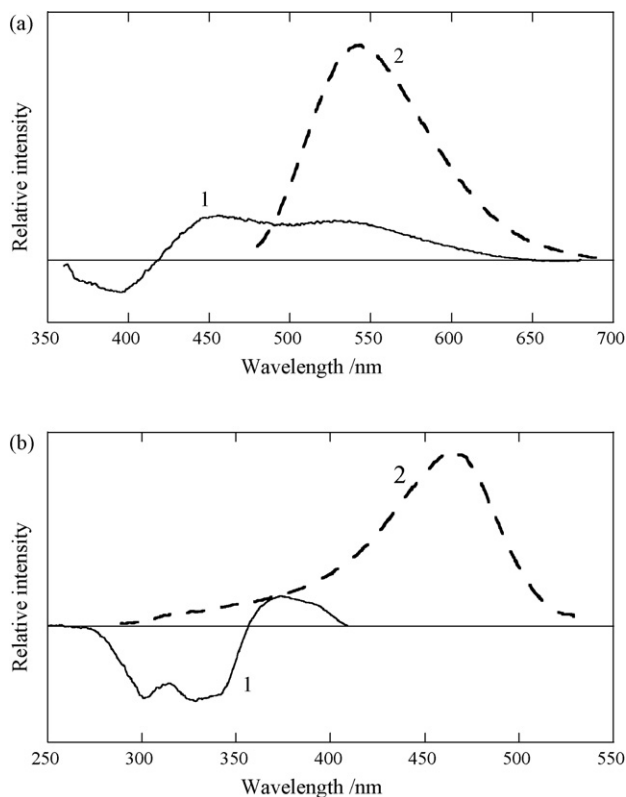 (a)
Relative intensity
1
2
350 400 450 500 550 600 650 700
Wavelength /nm
(b)
Relative intensity
2
1
250 300 350 400 450 500 550
Wavelength /nm